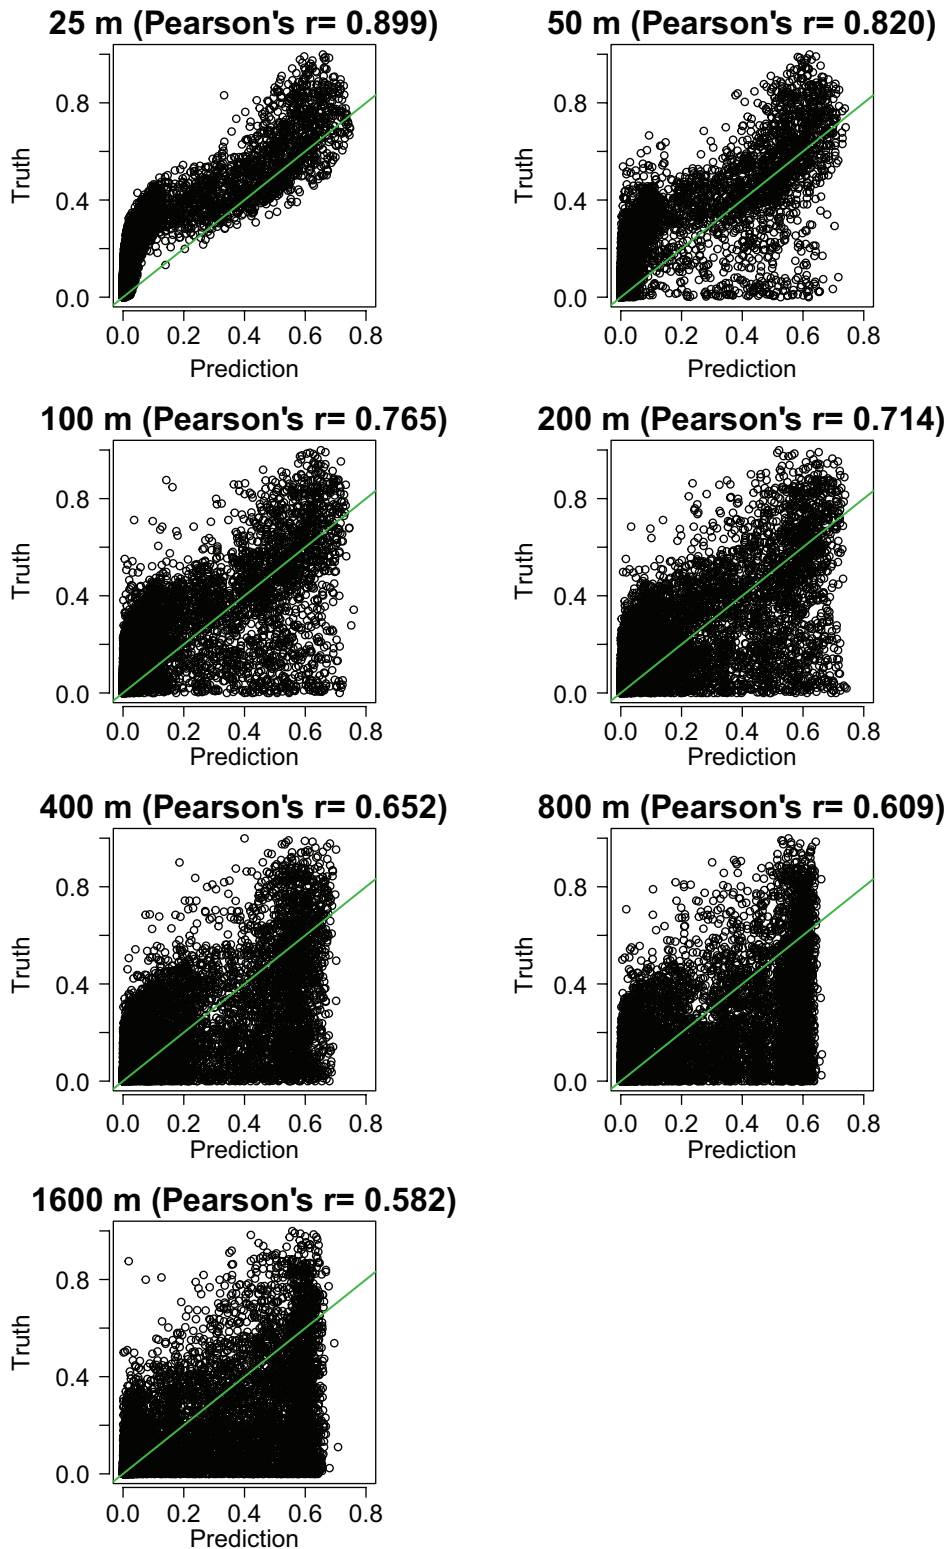 25 m (Pearson's r= 0.899)
50 m (Pearson's r= 0.820)
Truth
0.8
0.4
0.0
0.0 0.2 0.4 0.6 0.8
Prediction
Truth
0.8
0.4
0.0
0.0 0.2 0.4 0.6 0.8
Prediction
100 m (Pearson's r= 0.765)
200 m (Pearson's r= 0.714)
Truth
0.8
0.4
0.0
0.0 0.2 0.4 0.6 0.8
Prediction
Truth
0.8
0.4
0.0
0.0 0.2 0.4 0.6 0.8
Prediction
400 m (Pearson's r= 0.652)
800 m (Pearson's r= 0.609)
Truth
0.8
0.4
0.0
0.0 0.2 0.4 0.6 0.8
Prediction
Truth
0.8
0.4
0.0
0.0 0.2 0.4 0.6 0.8
Prediction
1600 m (Pearson's r= 0.582)
Truth
0.8
0.4
0.0
0.0 0.2 0.4 0.6 0.8
Prediction